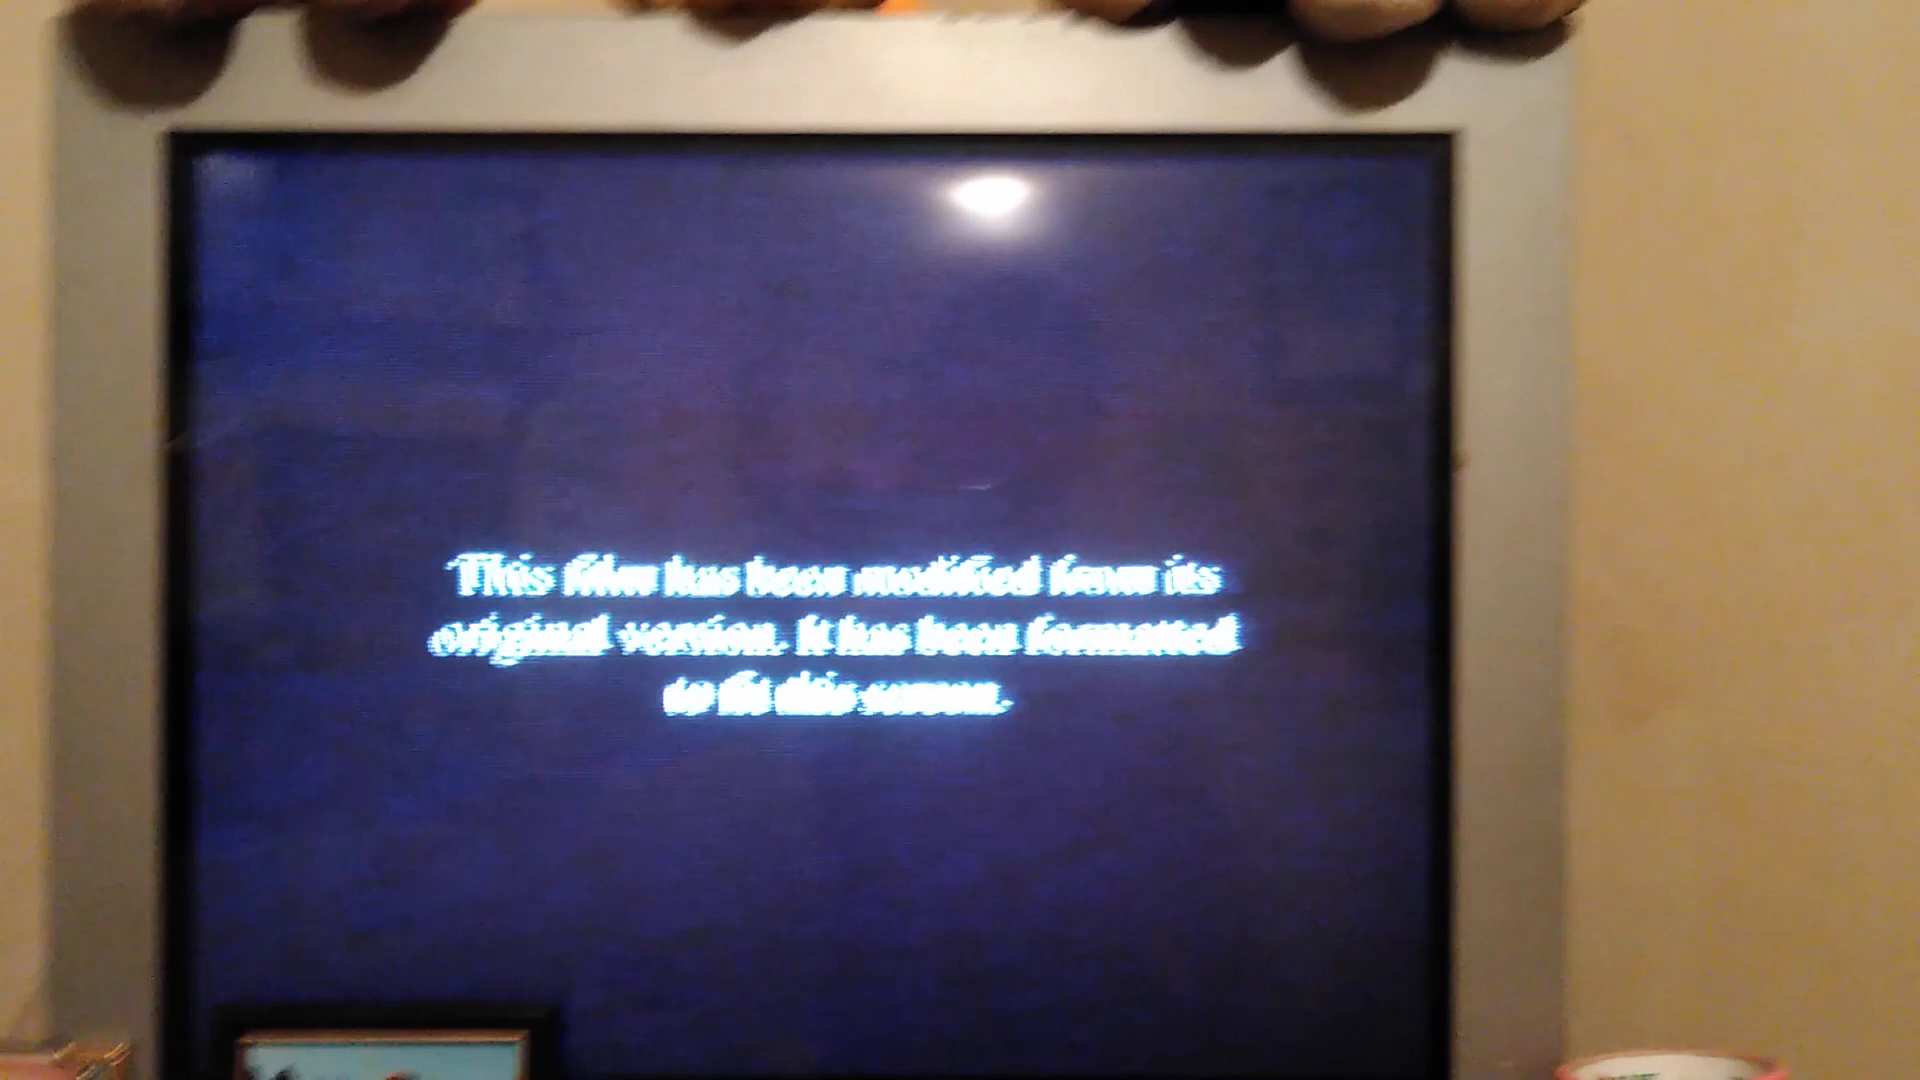 This film has been modified from its
original version. It has been formatted
to fit this screen.